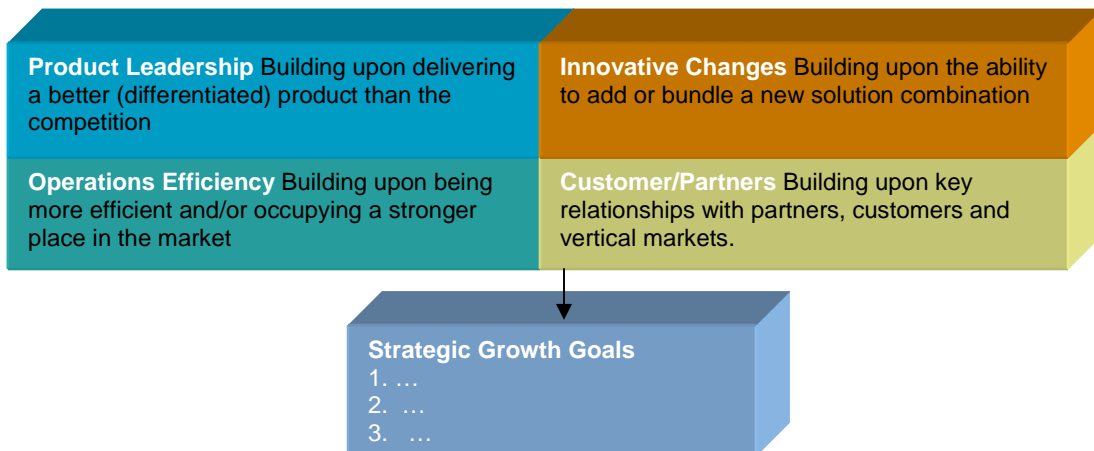 Product Leadership Building upon delivering
a better (differentiated) product than the
competition
Innovative Changes Building upon the ability
to add or bundle a new solution combination
Operations Efficiency Building upon being
more efficient and/or occupying a stronger
place in the market
Customer/Partners Building upon key
relationships with partners, customers and
vertical markets.
Strategic Growth Goals
1. …
2. …
3. …